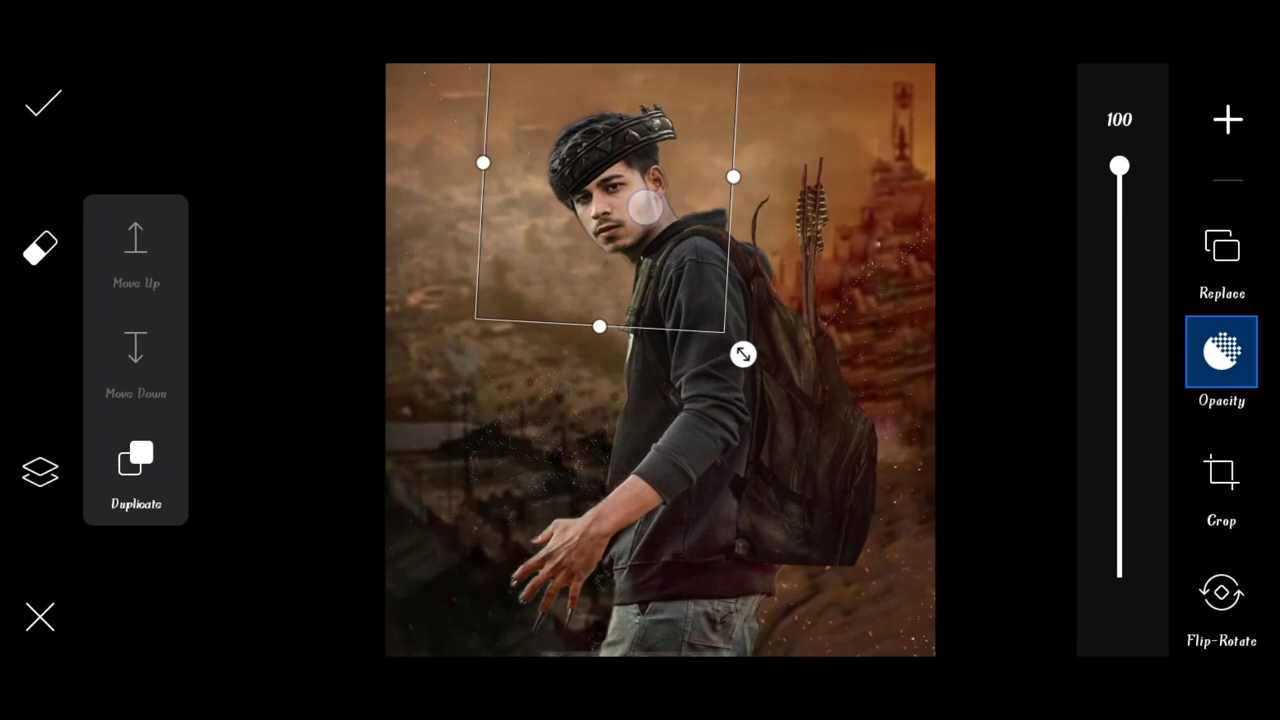 Move Up
Move Down
Duplicate
100
Replace
Opacity
Crop
Flip-Rotate